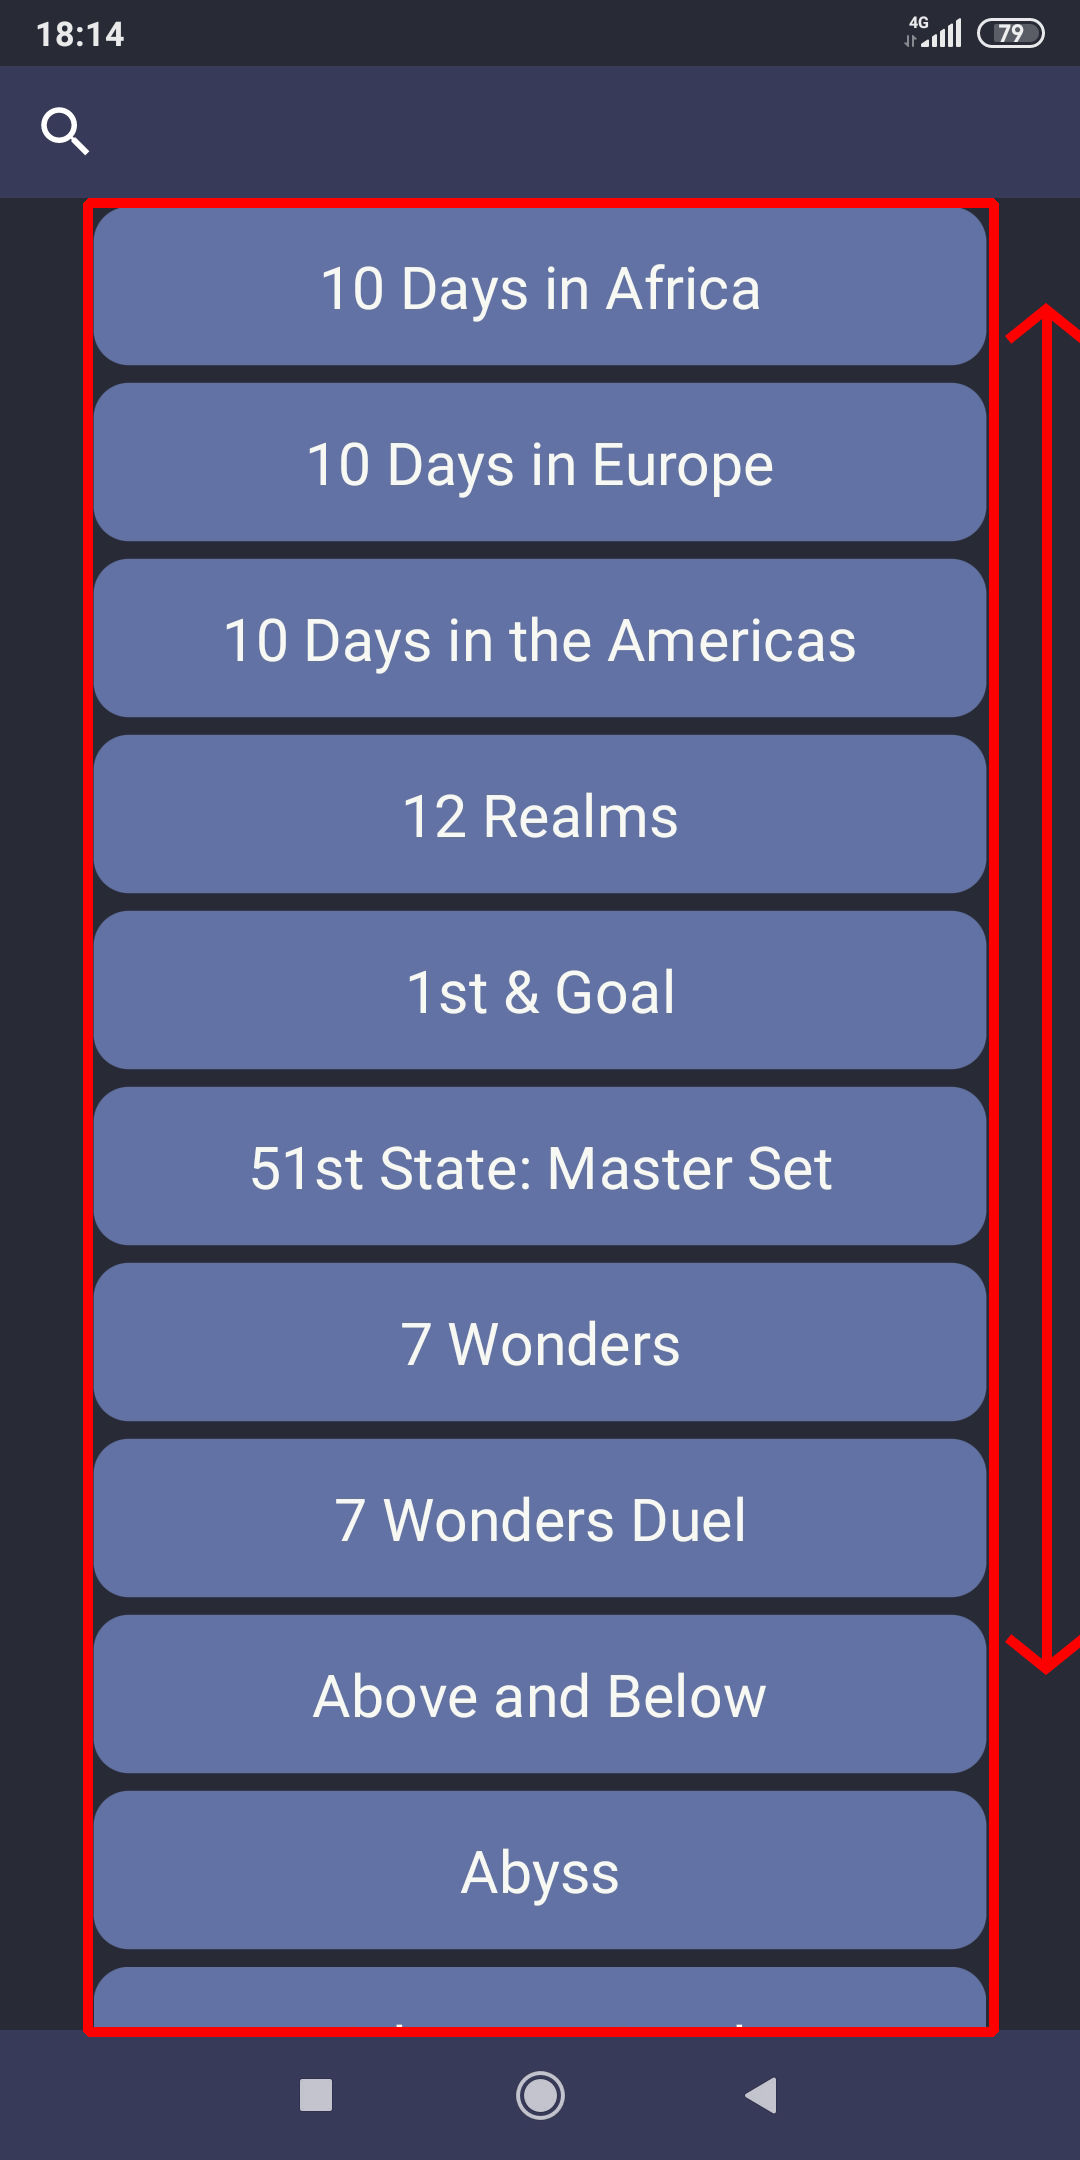 18:14
4G
79
10 Days in Africa
10 Days in Europe
10 Days in the Americas
12 Realms
1st & Goal
51st State: Master Set
7 Wonders
7 Wonders Duel
Above and Below
Abyss